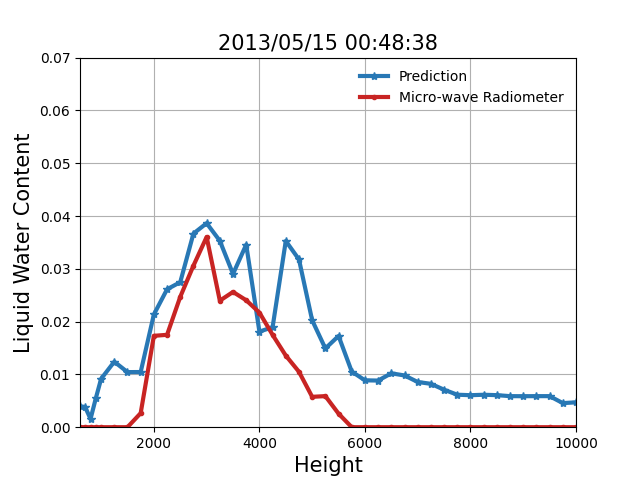 2013/05/15 00:48:38
0.07
0.06
0.05
0.04
0.03
0.02
0.01
0.00
Liquid Water Content
Prediction
Micro-wave Radiometer
2000 4000 6000 8000 10000
Height